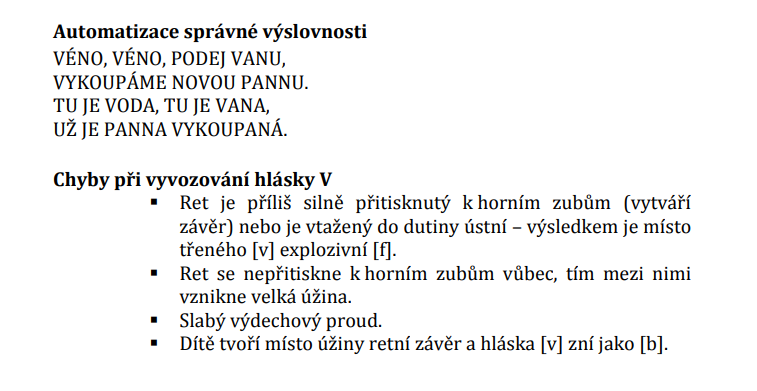 Automatizace správné výslovnosti
VÉNO, VÉNO, PODEJ VANU,
VYKOUPÁME NOVOU PANNU.
TU JE VODA, TU JE VANA,
UŽ JE PANNA VYKOUPANÁ.
Chyby při vyvozování hlásky V
▪ Ret je příliš silně přitisknutý k horním zubům (vytváří
závěr) nebo je vtažený do dutiny ústní – výsledkem je místo
třeného [v] explozivní [f].
▪ Ret se nepřitiskne k horním zubům vůbec, tím mezi nimi
vznikne velká úžina.
▪ Slabý výdechový proud.
▪ Dítě tvoří místo úžiny retní závěr a hláska [v] zní jako [b].